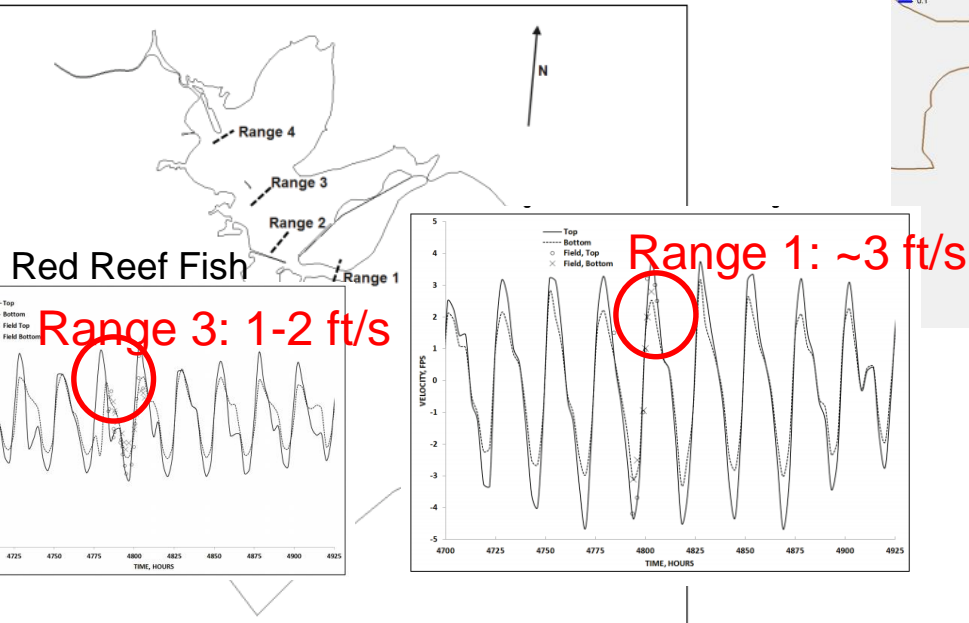 0.1
N
Range 4
Range 3
Range 2
Range 1
Red Reef Fish
Range 3: 1-2 ft/s
Top
Bottom
Field Top
Field Bottom
4725 4750 4775 4800 4825 4850 4875 4900 4925
TIME, HOURS
Range 1: ~3 ft/s
Top
Bottom
Field, Top
Field, Bottom
5
4
3
2
1
0
-1
-2
-3
-4
-5
VELOCITY, FPS
4700 4725 4750 4775 4800 4825 4850 4875 4900 4925
TIME, HOURS